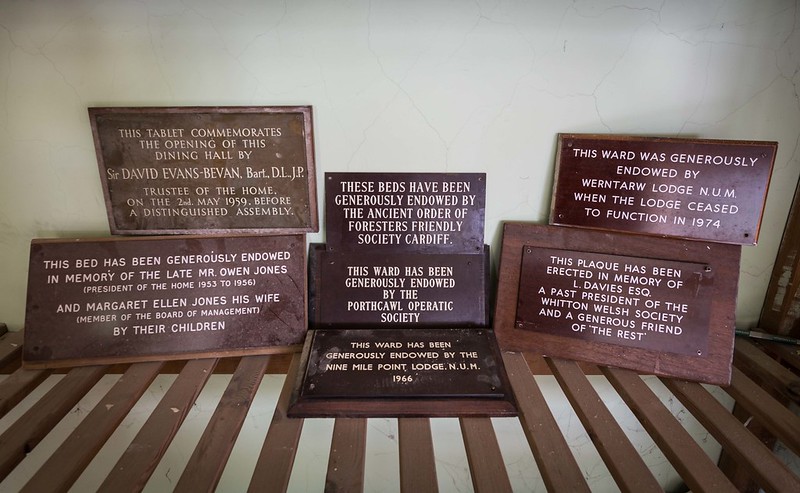 THIS TABLET COMMEMORATES
THE OPENING OF THIS
DINING HALL BY
Sir DAVID EVANS-BEVAN, Bart., D.L., J.P.
TRUSTEE OF THE HOME,
ON THE 2nd. MAY 1959, BEFORE
A DISTINGUISHED ASSEMBLY.
THIS BED HAS BEEN GENEROUSLY ENDOWED
IN MEMORY OF THE LATE MR. OWEN JONES
(PRESIDENT OF THE HOME 1953 TO 1956)
AND MARGARET ELLEN JONES HIS WIFE
(MEMBER OF THE BOARD OF MANAGEMENT)
BY THEIR CHILDREN
THESE BEDS HAVE BEEN
GENEROUSLY ENDOWED BY
THE ANCIENT ORDER OF
FORESTERS FRIENDLY
SOCIETY CARDIFF.
THIS WARD HAS BEEN
GENEROUSLY ENDOWED
BY THE
PORTHCAWL OPERATIC
SOCIETY
THIS WARD HAS BEEN
GENEROUSLY ENDOWED BY THE
NINE MILE POINT LODGE, N.U.M.
1966
THIS WARD WAS GENEROUSLY
ENDOWED BY
WERNTARW LODGE N.U.M.
WHEN THE LODGE CEASED
TO FUNCTION IN 1974
THIS PLAQUE HAS BEEN
ERECTED IN MEMORY OF
L. DAVIES ESQ.
A PAST PRESIDENT OF THE
WHITTON WELSH SOCIETY
AND A GENEROUS FRIEND
OF 'THE REST'